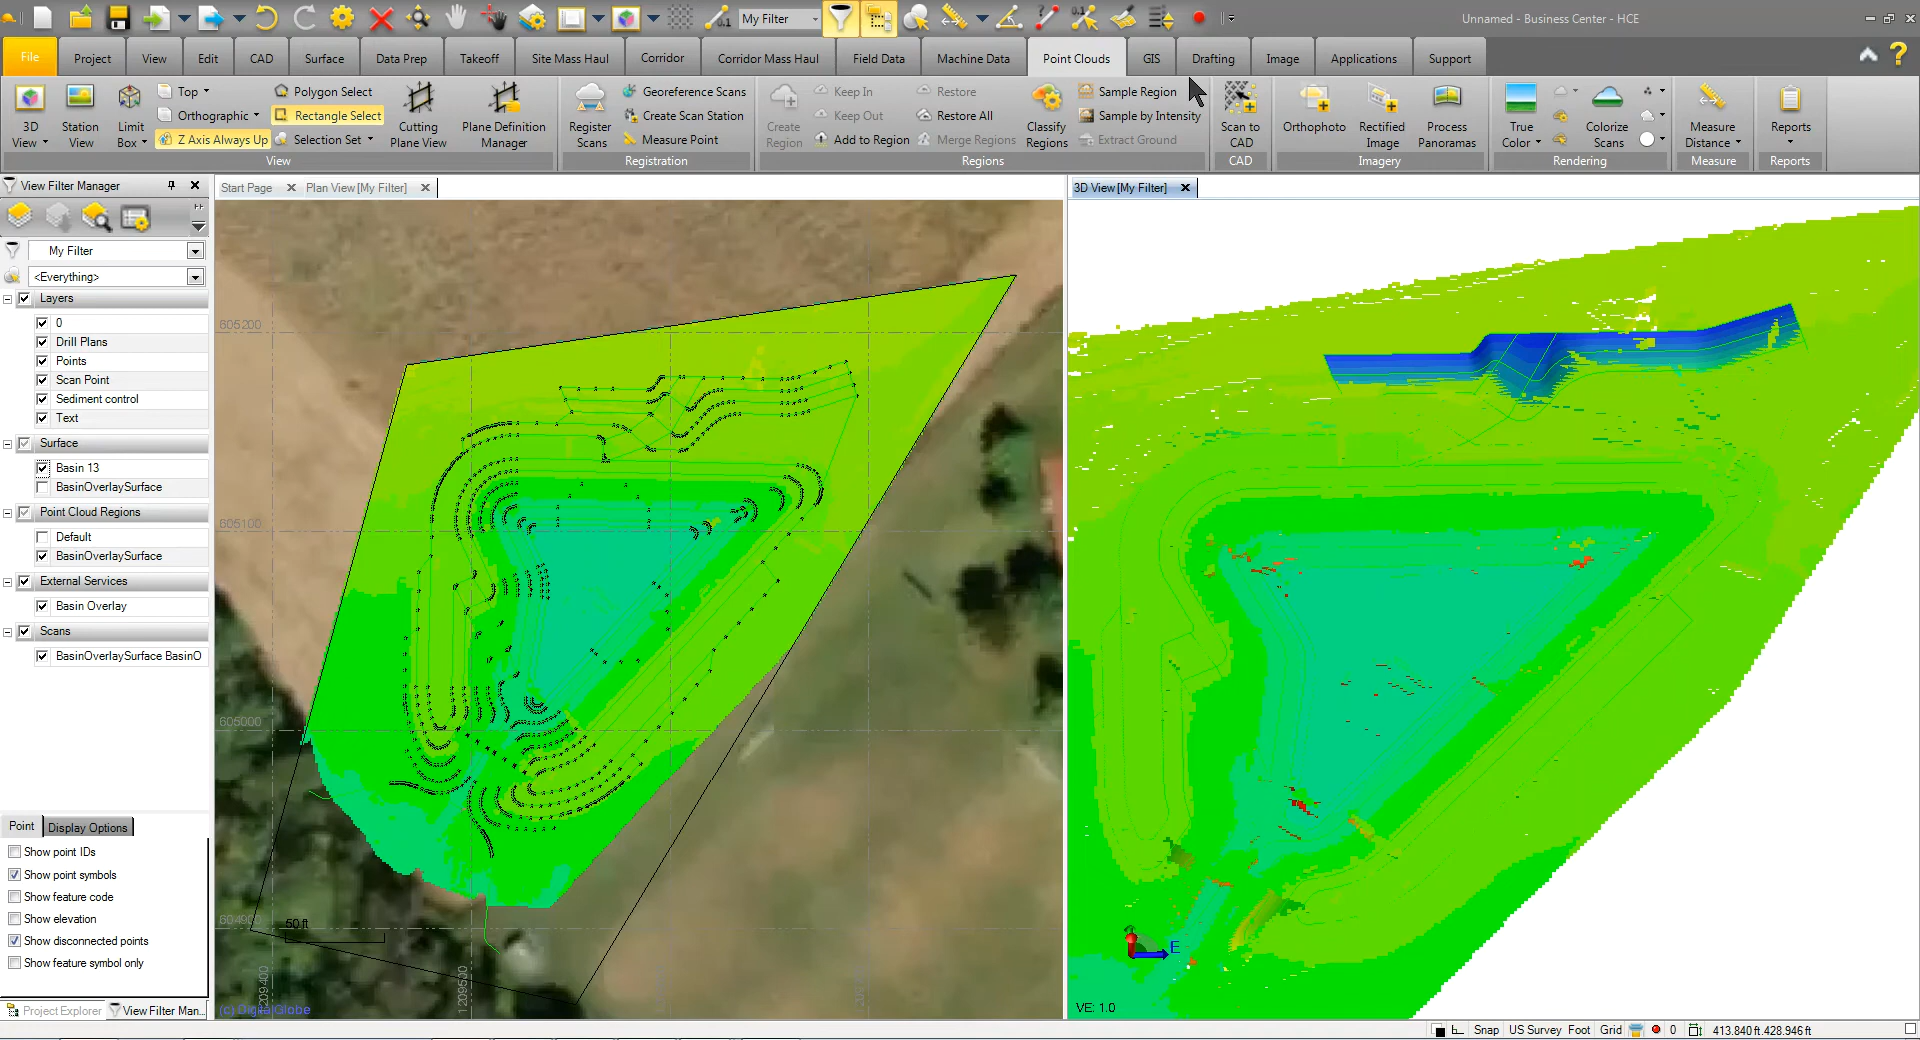 My Filter
Unnamed - Business Center - HCE
File Project View Edit CAD Surface Data Prep Takeoff Site Mass Haul Corridor Corridor Mass Haul Field Data Machine Data Point Clouds GIS Drafting Image Applications Support
3D View
Station View
Limit Box
Top
Orthographic
Z Axis Always Up
Polygon Select
Rectangle Select
Selection Set
Cutting Plane View
Plane Definition Manager
View
Register Scans
Georeference Scans
Create Scan Station
Measure Point
Registration
Create Region
Keep In
Keep Out
Add to Region
Restore
Restore All
Merge Regions
Classify Regions
Sample Region
Sample by Intensity
Extract Ground
Regions
Scan to CAD
CAD
Orthophoto
Rectified Image
Process Panoramas
Imagery
True Color
Colorize Scans
Rendering
Measure Distance
Measure
Reports
Reports
View Filter Manager
My Filter
<Everything>
Layers
0
Drill Plans
Points
Scan Point
Sediment control
Text
Surface
Basin 13
BasinOverlaySurface
Point Cloud Regions
Default
BasinOverlaySurface
External Services
Basin Overlay
Scans
BasinOverlaySurface BasinO
Point Display Options
Show point IDs
Show point symbols
Show feature code
Show elevation
Show disconnected points
Show feature symbol only
Project Explorer View Filter Man...
Start Page Plan View [My Filter]
605200
605100
605000
604900
50 ft
1209400
1209500
(c) DigitalGlobe
3D View [My Filter]
E
VE: 1.0
Snap US Survey Foot Grid 0 413.840 ft.428.946 ft